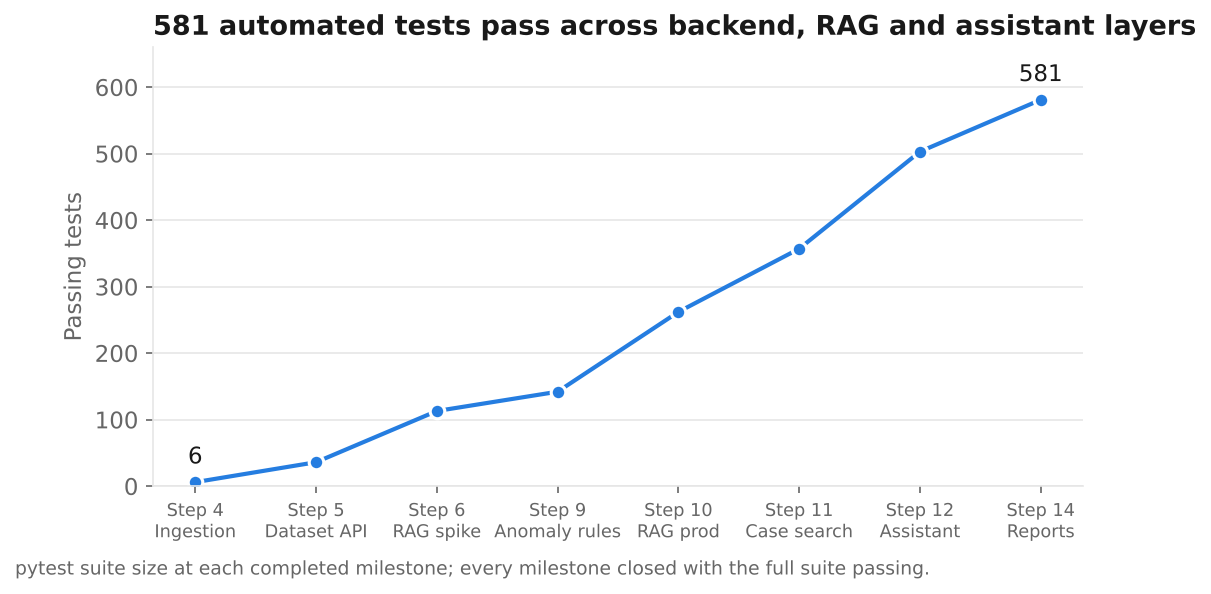 581 automated tests pass across backend, RAG and assistant layers
581
600
500
400
300
200
100
0
Passing tests
6
Step 4
Ingestion
Step 5
Dataset API
Step 6
RAG spike
Step 9
Anomaly rules
Step 10
RAG prod
Step 11
Case search
Step 12
Assistant
Step 14
Reports
pytest suite size at each completed milestone; every milestone closed with the full suite passing.